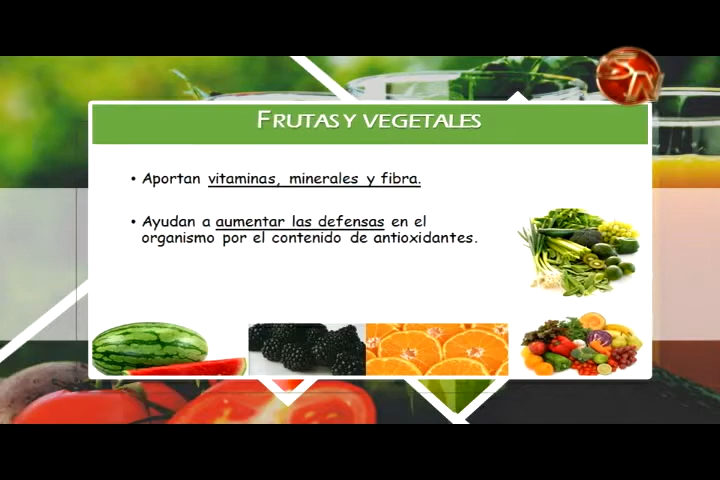 FRUTAS Y VEGETALES
• Aportan vitaminas, minerales y fibra.
• Ayudan a aumentar las defensas en el
organismo por el contenido de antioxidantes.